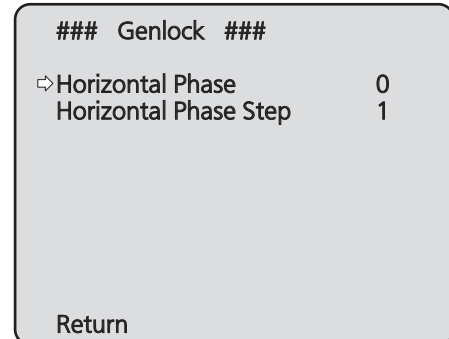 ### Genlock ###
⇨Horizontal Phase 0
Horizontal Phase Step 1
Return